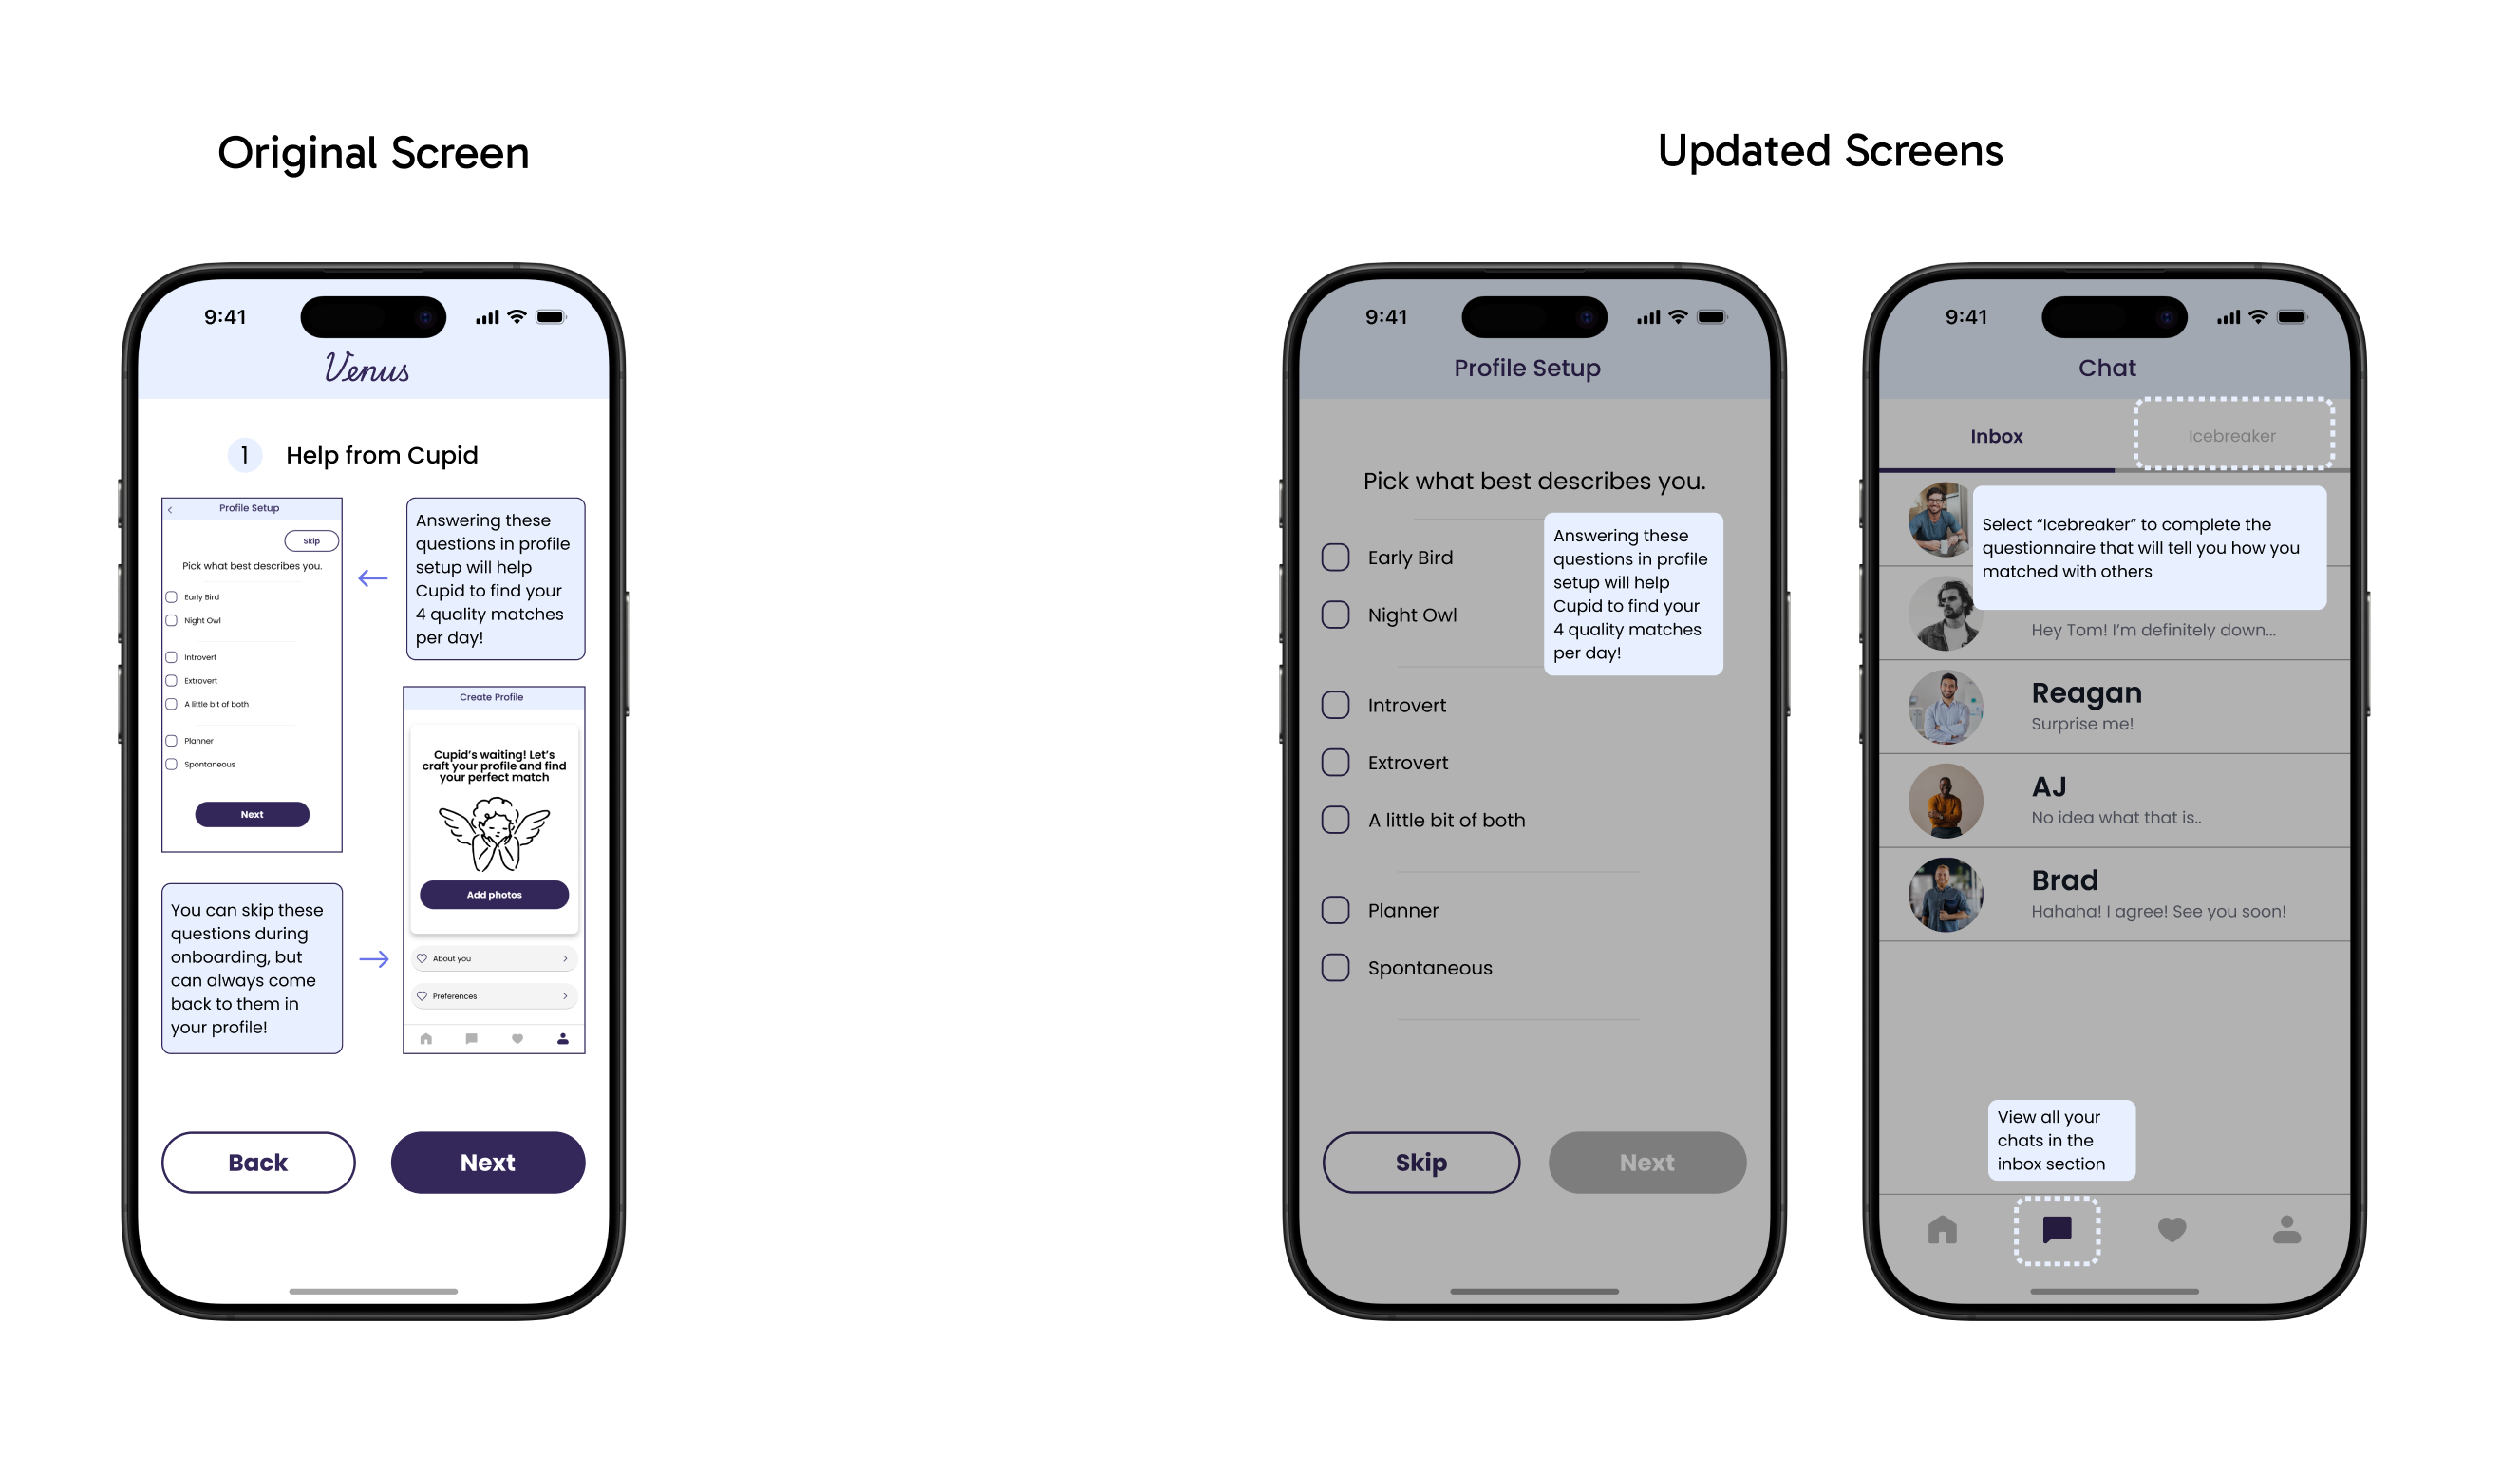 Original Screen
Updated Screens
9:41
Venus
1 Help from Cupid
Profile Setup
Skip
Pick what best describes you.
Early Bird
Night Owl
Introvert
Extrovert
A little bit of both
Planner
Spontaneous
Next
Answering these
questions in profile
setup will help
Cupid to find your
4 quality matches
per day!
You can skip these
questions during
onboarding, but
can always come
back to them in
your profile!
Create Profile
Cupid's waiting! Let's
craft your profile and find
your perfect match
Add photos
About you
Preferences
Back
Next
9:41
Profile Setup
Pick what best describes you.
Early Bird
Night Owl
Answering these
questions in profile
setup will help
Cupid to find your
4 quality matches
per day!
Introvert
Extrovert
A little bit of both
Planner
Spontaneous
Skip
Next
9:41
Chat
Inbox
Icebreaker
Select “Icebreaker” to complete the
questionnaire that will tell you how you
matched with others
Hey Tom! I’m definitely down...
Reagan
Surprise me!
AJ
No idea what that is..
Brad
Hahaha! I agree! See you soon!
View all your
chats in the
inbox section